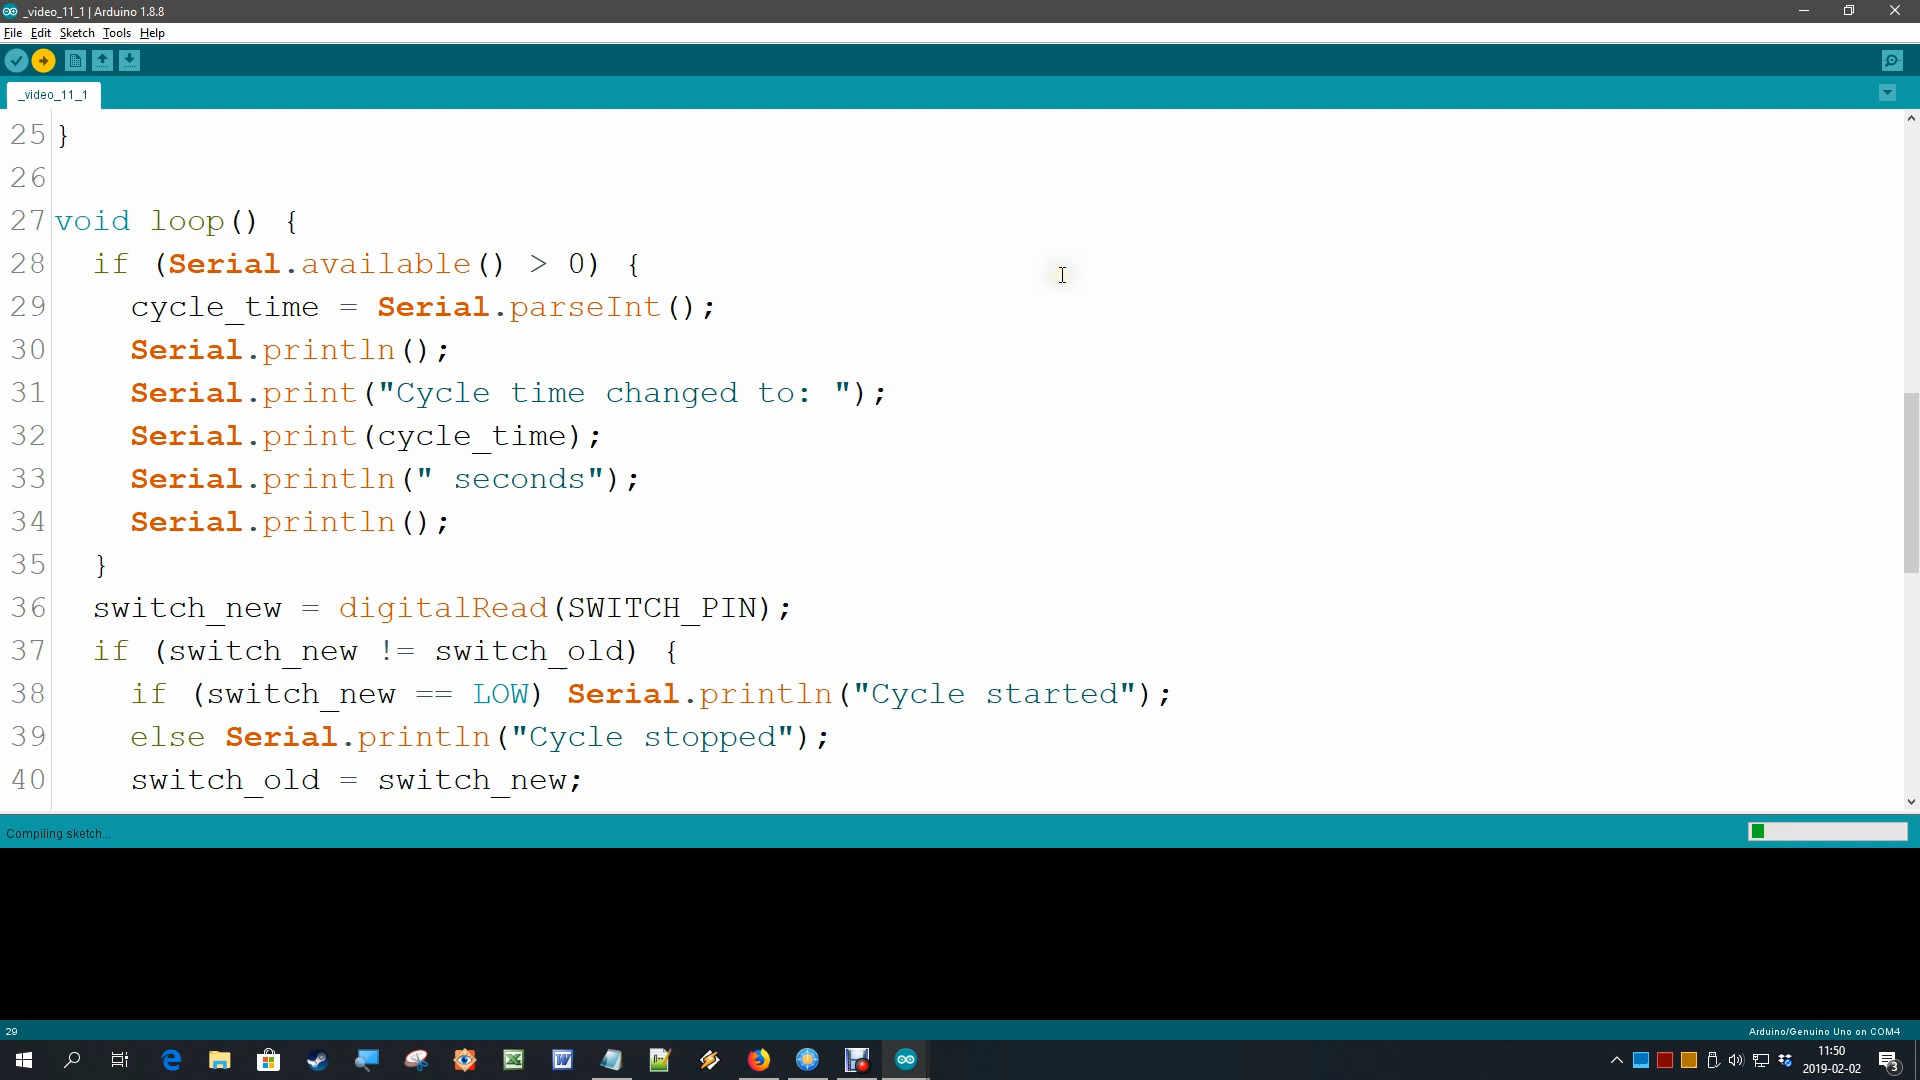 _video_11_1 | Arduino 1.8.8
File Edit Sketch Tools Help
_video_11_1
25 }
26
27 void loop() {
28 if (Serial.available() > 0) {
29 cycle_time = Serial.parseInt();
30 Serial.println();
31 Serial.print("Cycle time changed to: ");
32 Serial.print(cycle_time);
33 Serial.println(" seconds");
34 Serial.println();
35 }
36 switch_new = digitalRead(SWITCH_PIN);
37 if (switch_new != switch_old) {
38 if (switch_new == LOW) Serial.println("Cycle started");
39 else Serial.println("Cycle stopped");
40 switch_old = switch_new;
Compiling sketch...
29
Arduino/Genuino Uno on COM4
11:50
2019-02-02
3